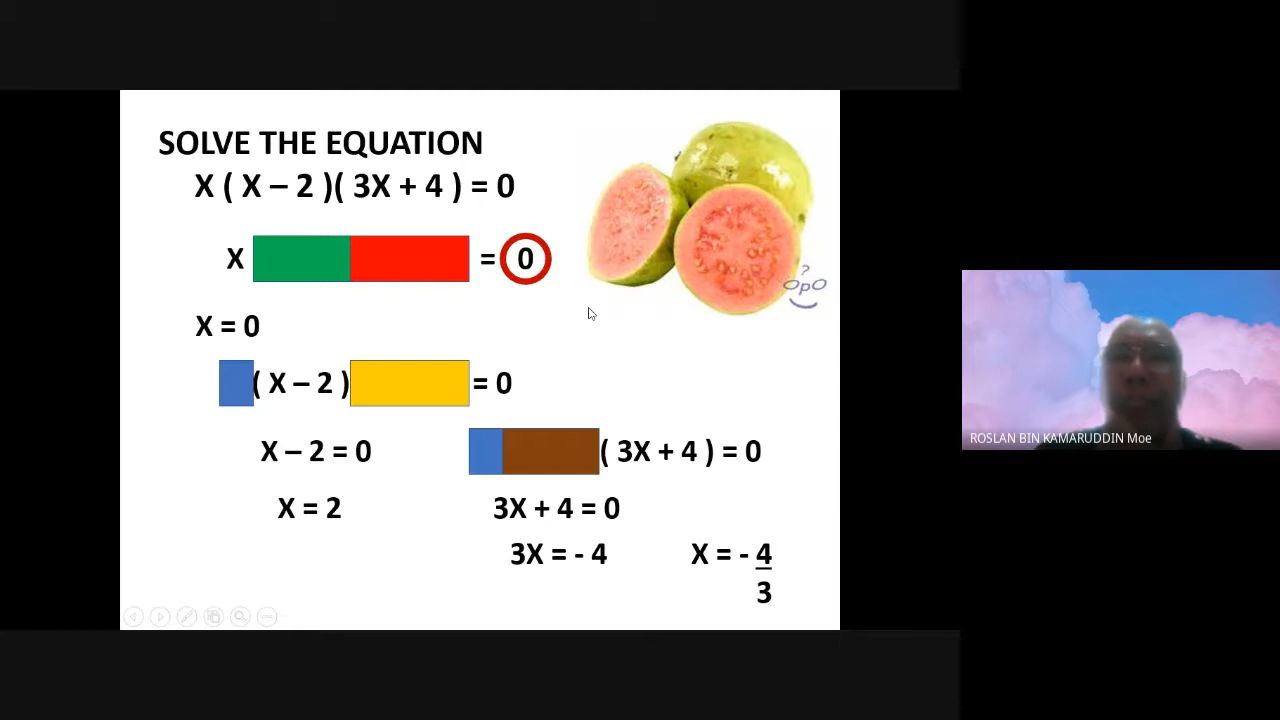 SOLVE THE EQUATION
X ( X – 2 )( 3X + 4 ) = 0
X = 0
X = 0
( X – 2 ) = 0
X – 2 = 0
( 3X + 4 ) = 0
X = 2
3X + 4 = 0
3X = - 4
X = - 4
3
?
OpO
ROSLAN BIN KAMARUDDIN Moe